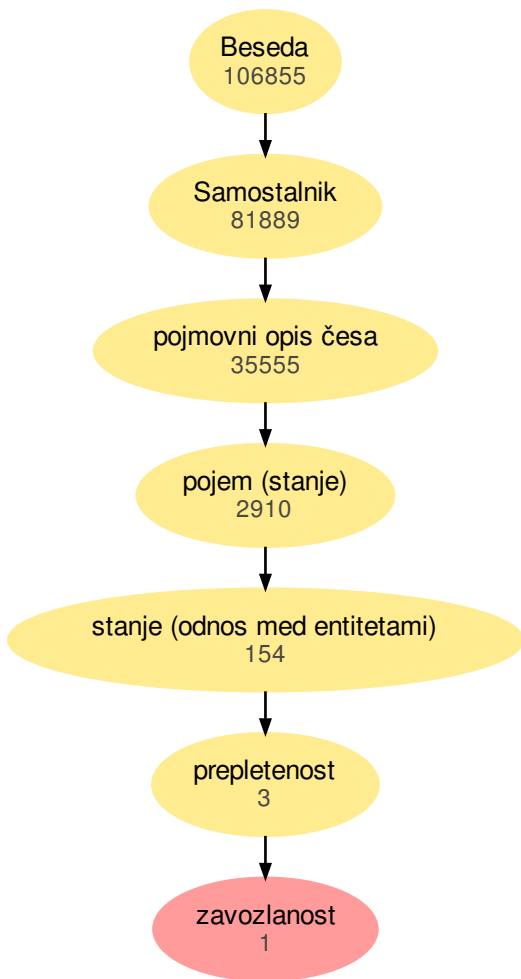 Beseda
106855
Samostalnik
81889
pojmovni opis česa
35555
pojem (stanje)
2910
stanje (odnos med entitetami)
154
prepletenost
3
zavozlanost
1